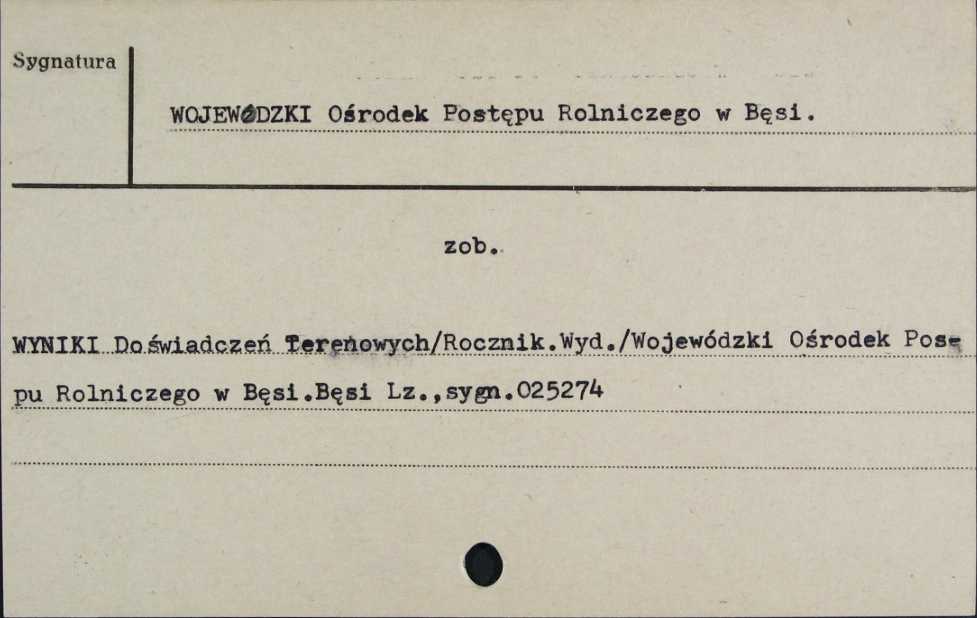 Sygnatura
WOJEWÓDZKI Ośrodek Postępu Rolniczego w Bęsi.
zob.
WYNIKI Doświadczeń Terenowych/Rocznik.Wyd./Wojewódzki Ośrodek Pos-
pu Rolniczego w Bęsi.Bęsi Lz.,sygn.025274